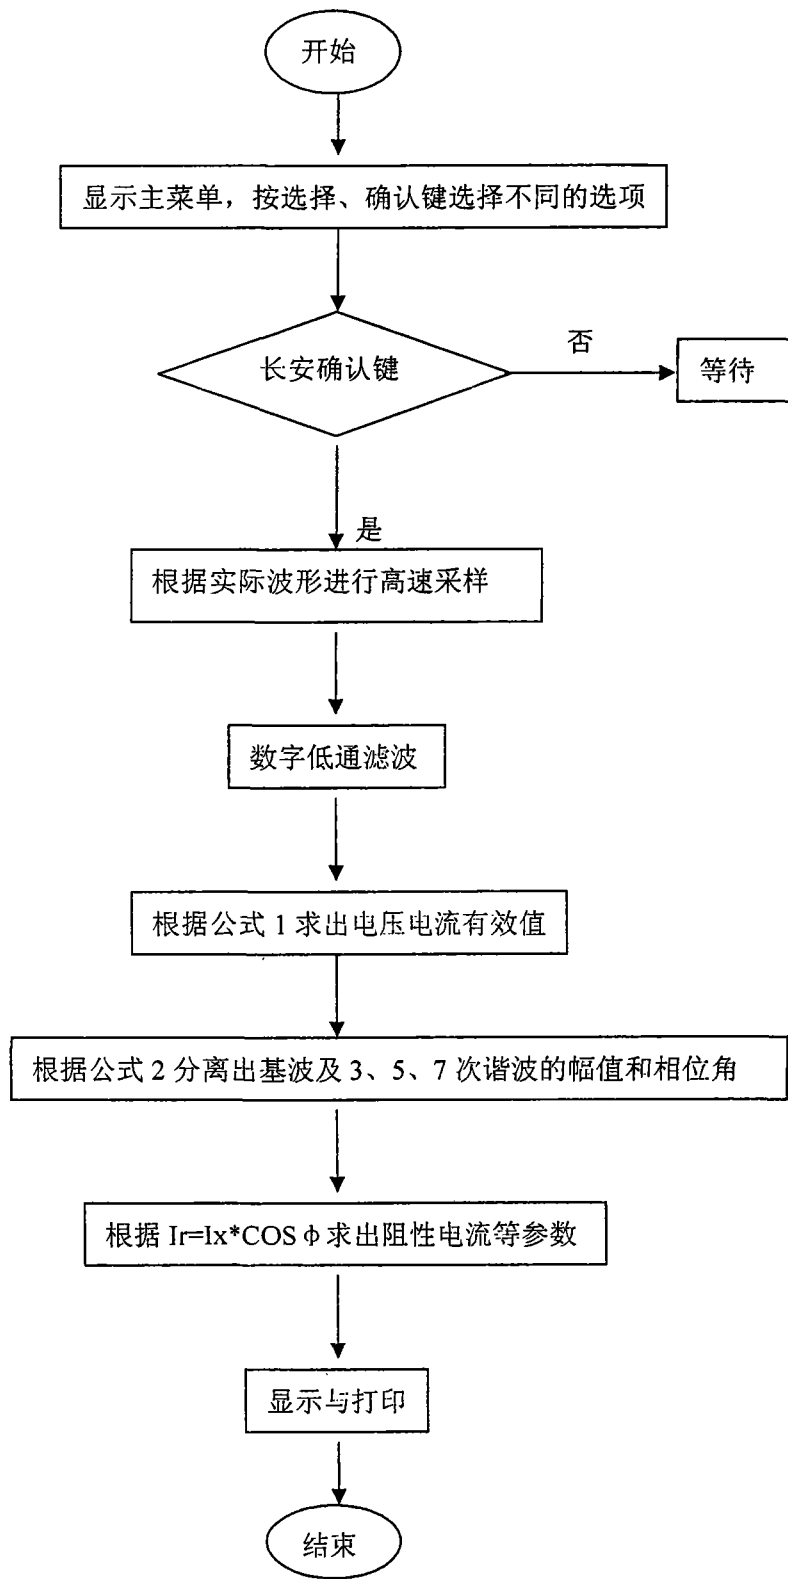 开始
显示主菜单，按选择、确认键选择不同的选项
长安确认键
否
等待
是
根据实际波形进行高速采样
数字低通滤波
根据公式1求出电压电流有效值
根据公式2分离出基波及3、5、7次谐波的幅值和相位角
根据 Ir=Ix*COSφ求出阻性电流等参数
显示与打印
结束